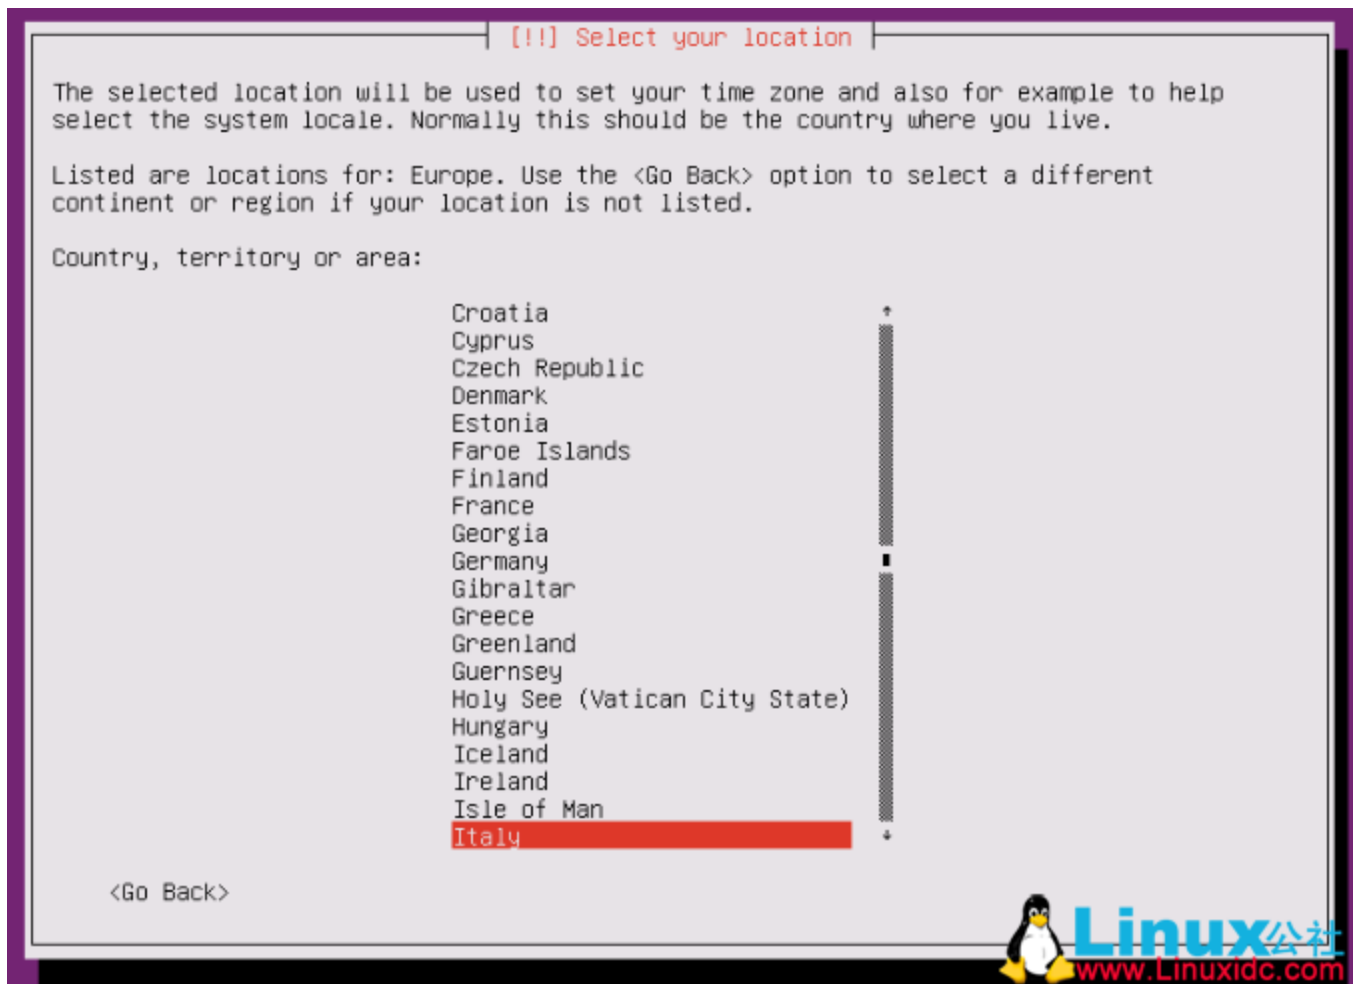 [!!] Select your location
The selected location will be used to set your time zone and also for example to help
select the system locale. Normally this should be the country where you live.
Listed are locations for: Europe. Use the <Go Back> option to select a different
continent or region if your location is not listed.
Country, territory or area:
Croatia
Cyprus
Czech Republic
Denmark
Estonia
Faroe Islands
Finland
France
Georgia
Germany
Gibraltar
Greece
Greenland
Guernsey
Holy See (Vatican City State)
Hungary
Iceland
Ireland
Isle of Man
Italy
<Go Back>
Linux公社
www.Linuxidc.com